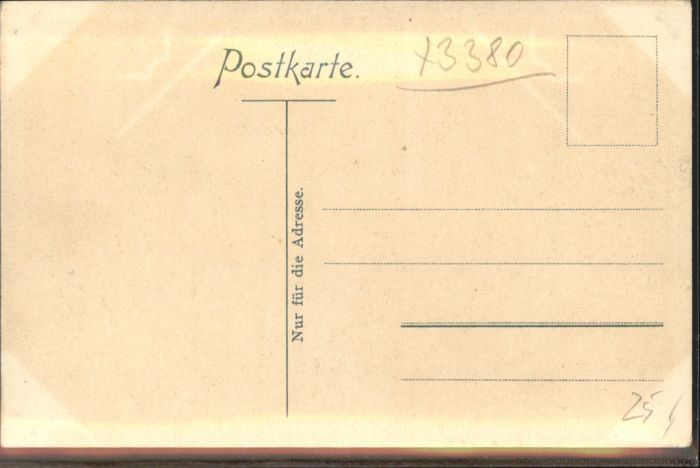 Postkarte.
x3380
Nur für die Adresse.
25